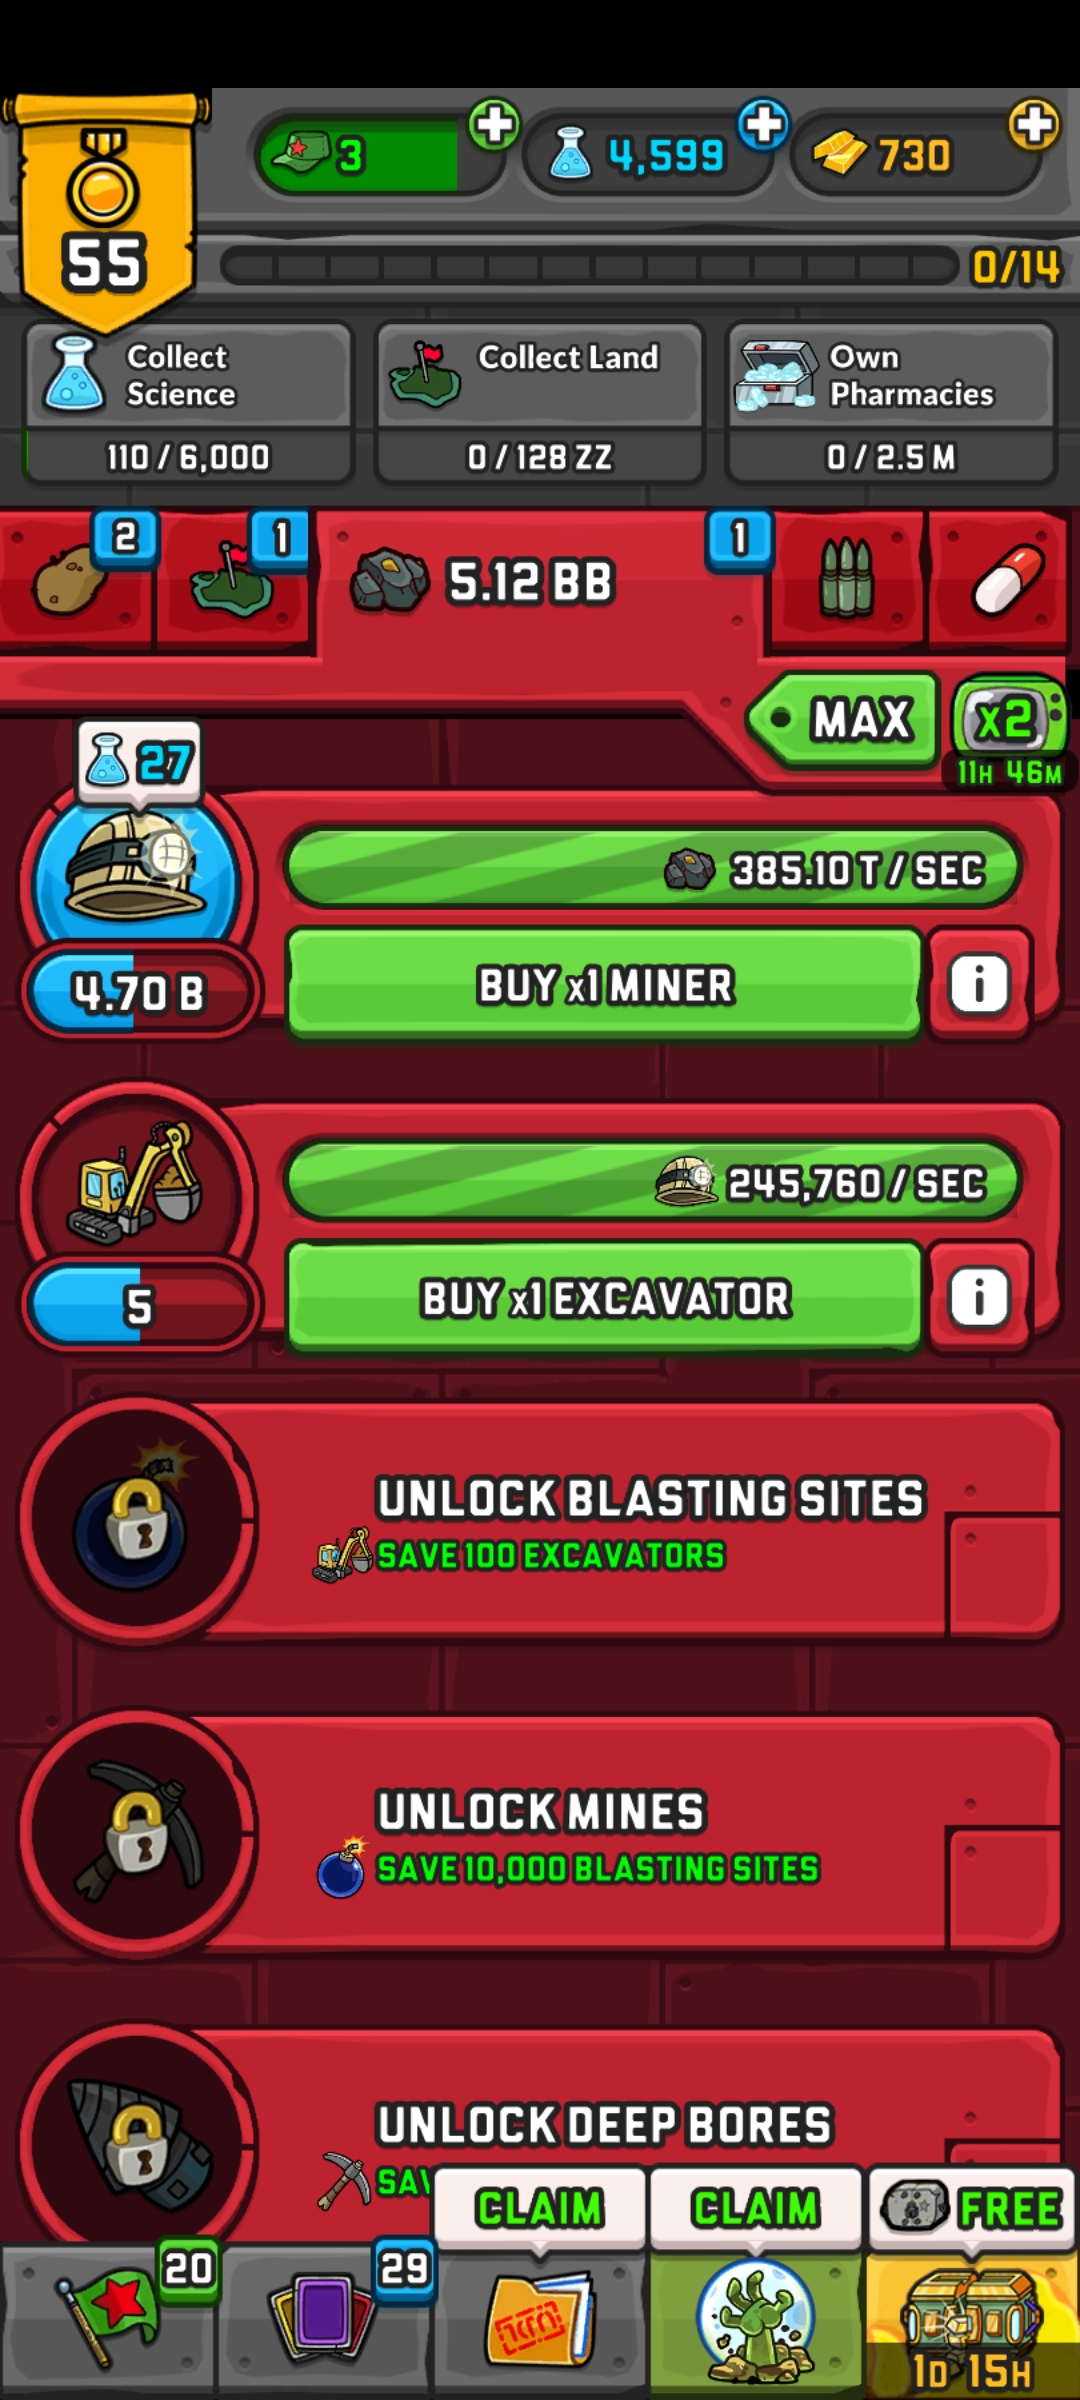 55
3
4,599
730
0/14
Collect
Science
110 / 6,000
Collect Land
0 / 128 ZZ
Own
Pharmacies
0 / 2.5 M
2
1
5.12 BB
1
MAX
x2
11H 46M
27
385.10 T / SEC
4.70 B
BUY x1 MINER
i
245,760 / SEC
5
BUY x1 EXCAVATOR
i
UNLOCK BLASTING SITES
SAVE 100 EXCAVATORS
UNLOCK MINES
SAVE 10,000 BLASTING SITES
UNLOCK DEEP BORES
CLAIM
CLAIM
FREE
20
29
1D 15H